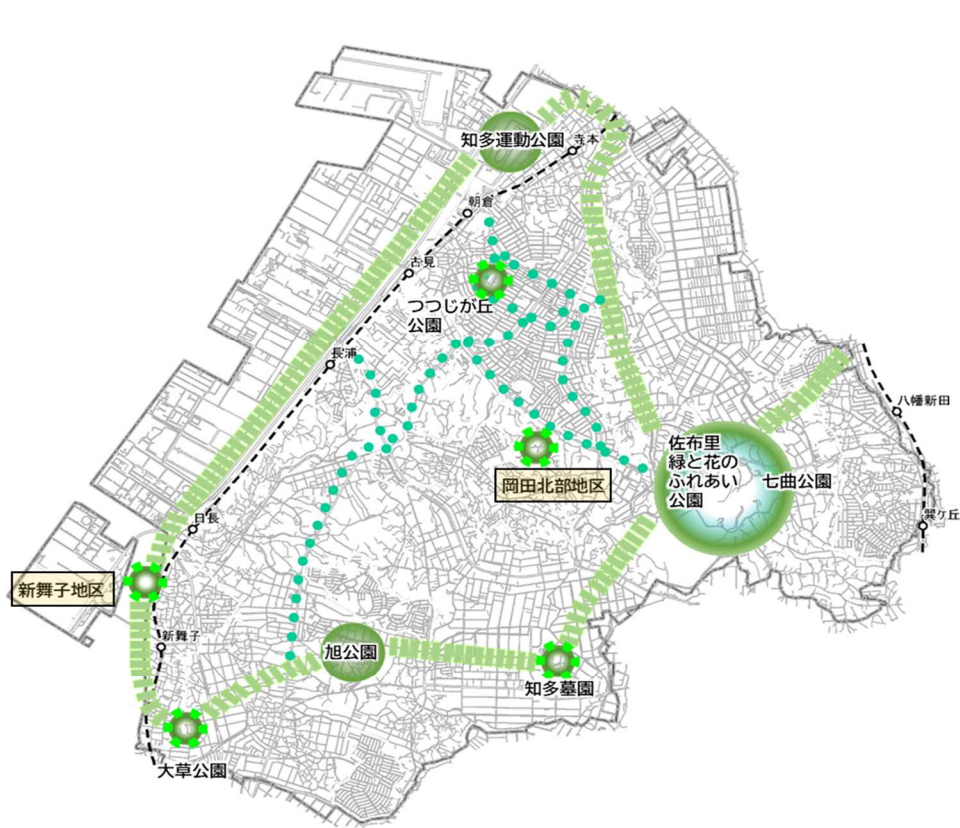 知多運動公園
寺本
朝倉
古見
つつじが丘
公園
長浦
八幡新田
佐布里
緑と花の
ふれあい
公園
七曲公園
岡田北部地区
巽ヶ丘
日長
新舞子地区
新舞子
旭公園
知多墓園
大草公園